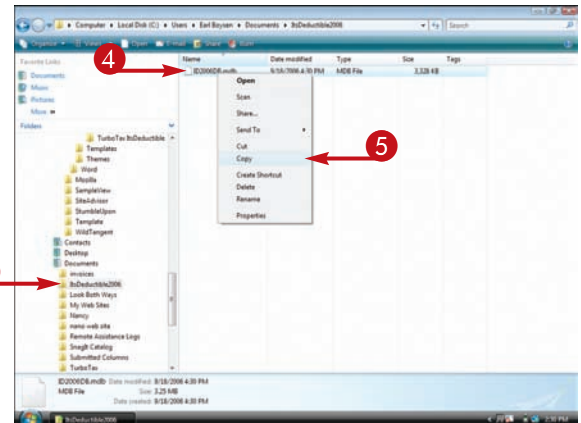 Computer ▸ Local Disk (C:) ▸ Users ▸ Earl Boysen ▸ Documents ▸ ItsDeductible2006
Search
Organize Views Open E-mail Share Burn
4
Favorite Links
Documents
Music
Pictures
More »
Folders
TurboTax ItsDeductible
Templates
Themes
Word
Mozilla
SampleView
SiteAdvisor
StumbleUpon
Template
WildTangent
Contacts
Desktop
Documents
invoices
ItsDeductible2006
Look Both Ways
My Web Sites
Nancy
nano web site
Remote Assistance Logs
SnagIt Catalog
Submitted Columns
TurboTax
Name Date modified Type Size Tags
ID2006DB.mdb 9/18/2006 4:30 PM MDB File 3,328 KB
Open
Scan
Share...
Send To
Cut
Copy
5
Create Shortcut
Delete
Rename
Properties
ID2006DB.mdb Date modified: 9/18/2006 4:30 PM
MDB File Size: 3.25 MB
Date created: 9/18/2006 4:30 PM
ItsDeductible2006
2:30 PM